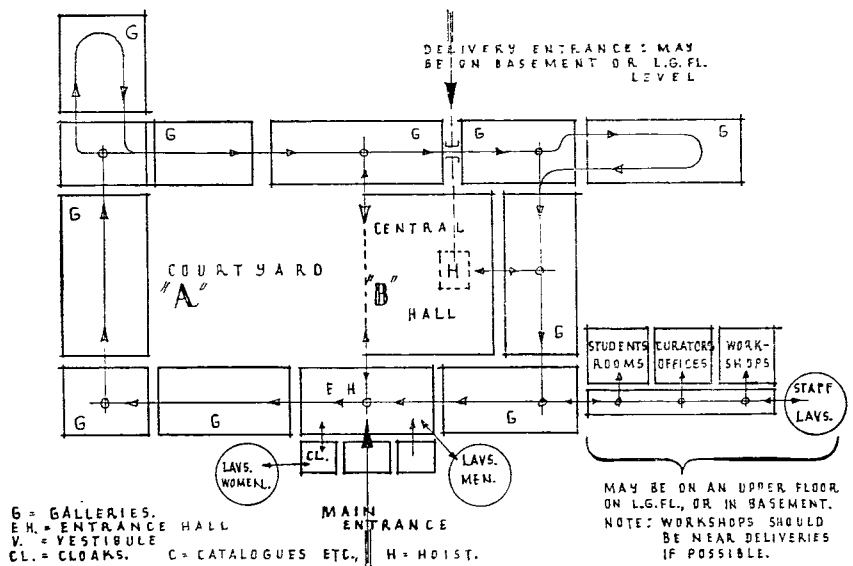 G
DELIVERY ENTRANCE: MAY
BE ON BASEMENT OR L.G.FL.
LEVEL
G
G
G
G
G
CENTRAL
COURTYARD
"A"
"B"
H
HALL
G
STUDENTS
ROOMS
CURATORS
OFFICES
WORK-
SHOPS
STAFF
LAVS.
E H
G
G
G
LAVS.
WOMEN.
CL.
LAVS.
MEN.
MAIN
ENTRANCE
MAY BE ON AN UPPER FLOOR
ON L.G.FL., OR IN BASEMENT.
NOTE: WORKSHOPS SHOULD
BE NEAR DELIVERIES
IF POSSIBLE.
G = GALLERIES.
E H. = ENTRANCE HALL
V. = VESTIBULE
CL. = CLOAKS. C = CATALOGUES ETC., H = HOIST.